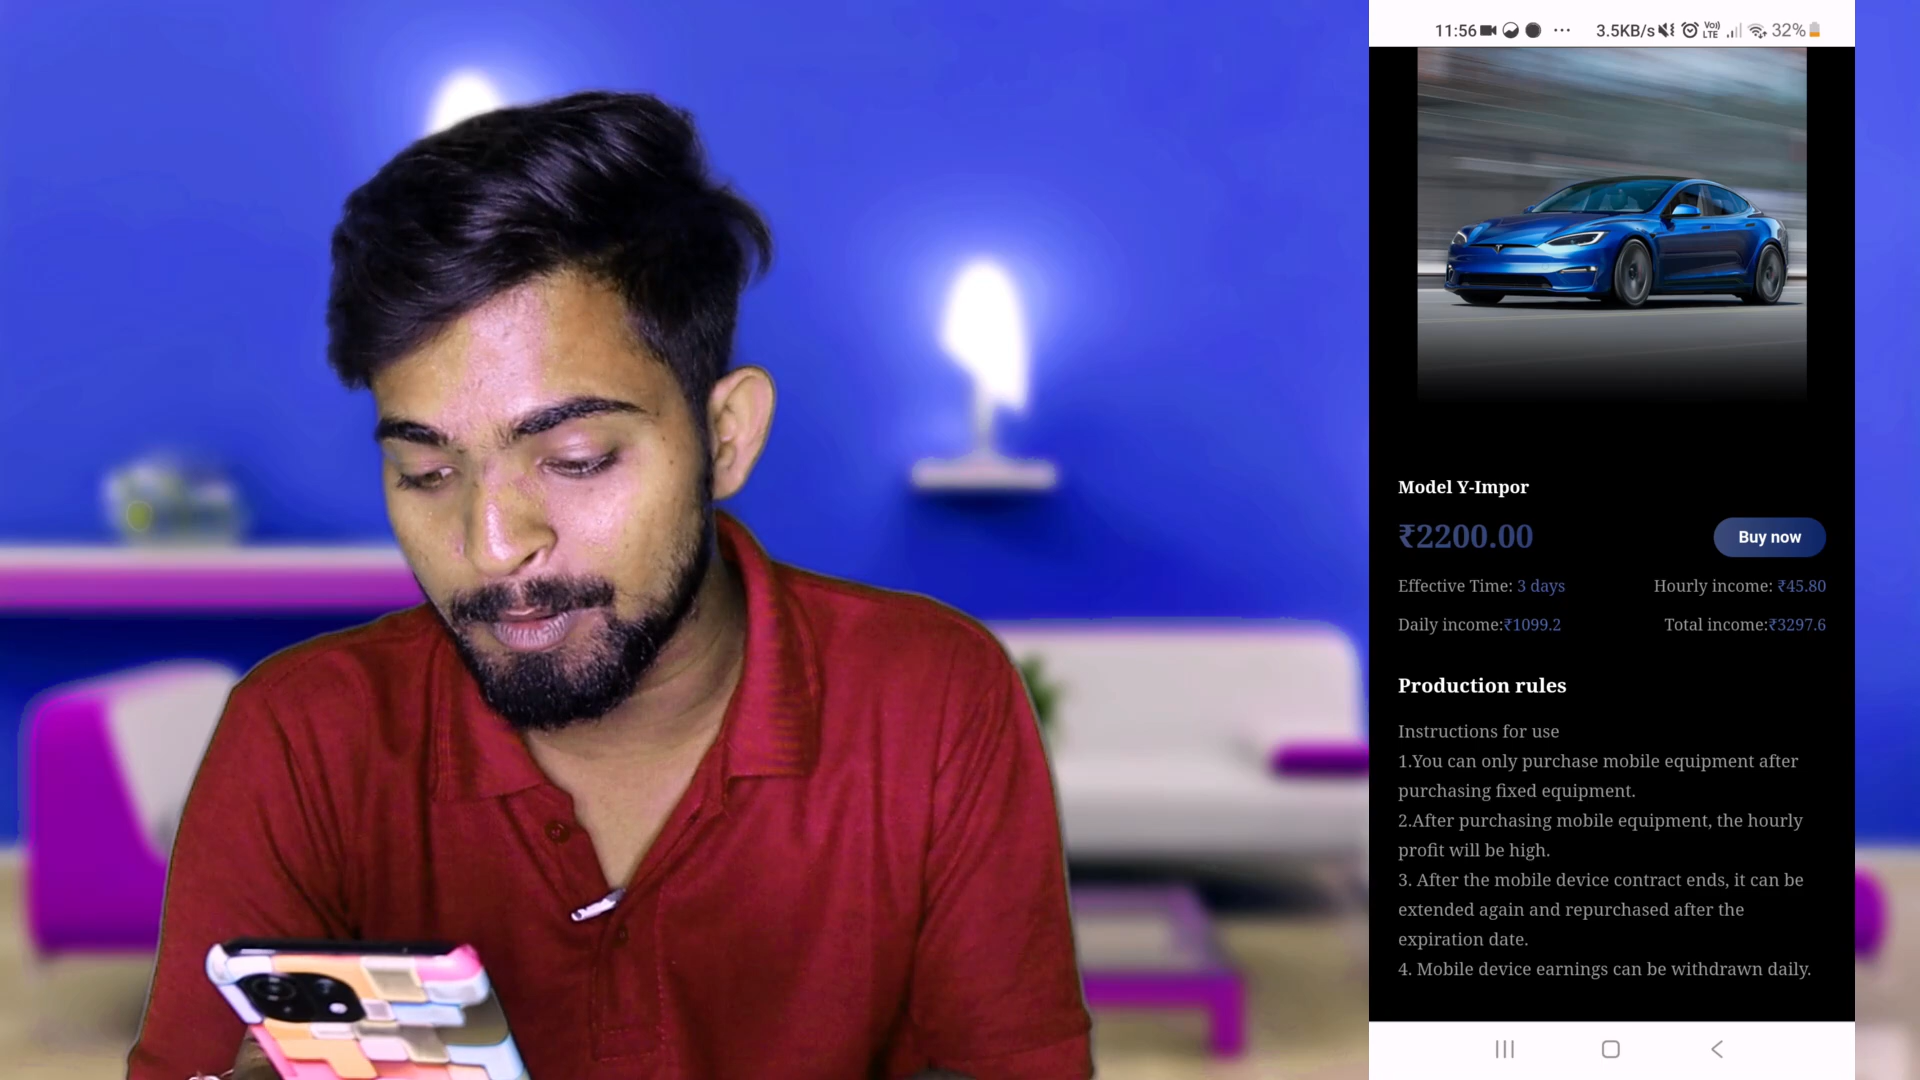 11:56 ... 3.5KB/s Vo) LTE 32%
Model Y-Impor
₹2200.00
Buy now
Effective Time: 3 days Hourly income: ₹45.80
Daily income:₹1099.2 Total income:₹3297.6
Production rules
Instructions for use
1.You can only purchase mobile equipment after
purchasing fixed equipment.
2.After purchasing mobile equipment, the hourly
profit will be high.
3. After the mobile device contract ends, it can be
extended again and repurchased after the
expiration date.
4. Mobile device earnings can be withdrawn daily.